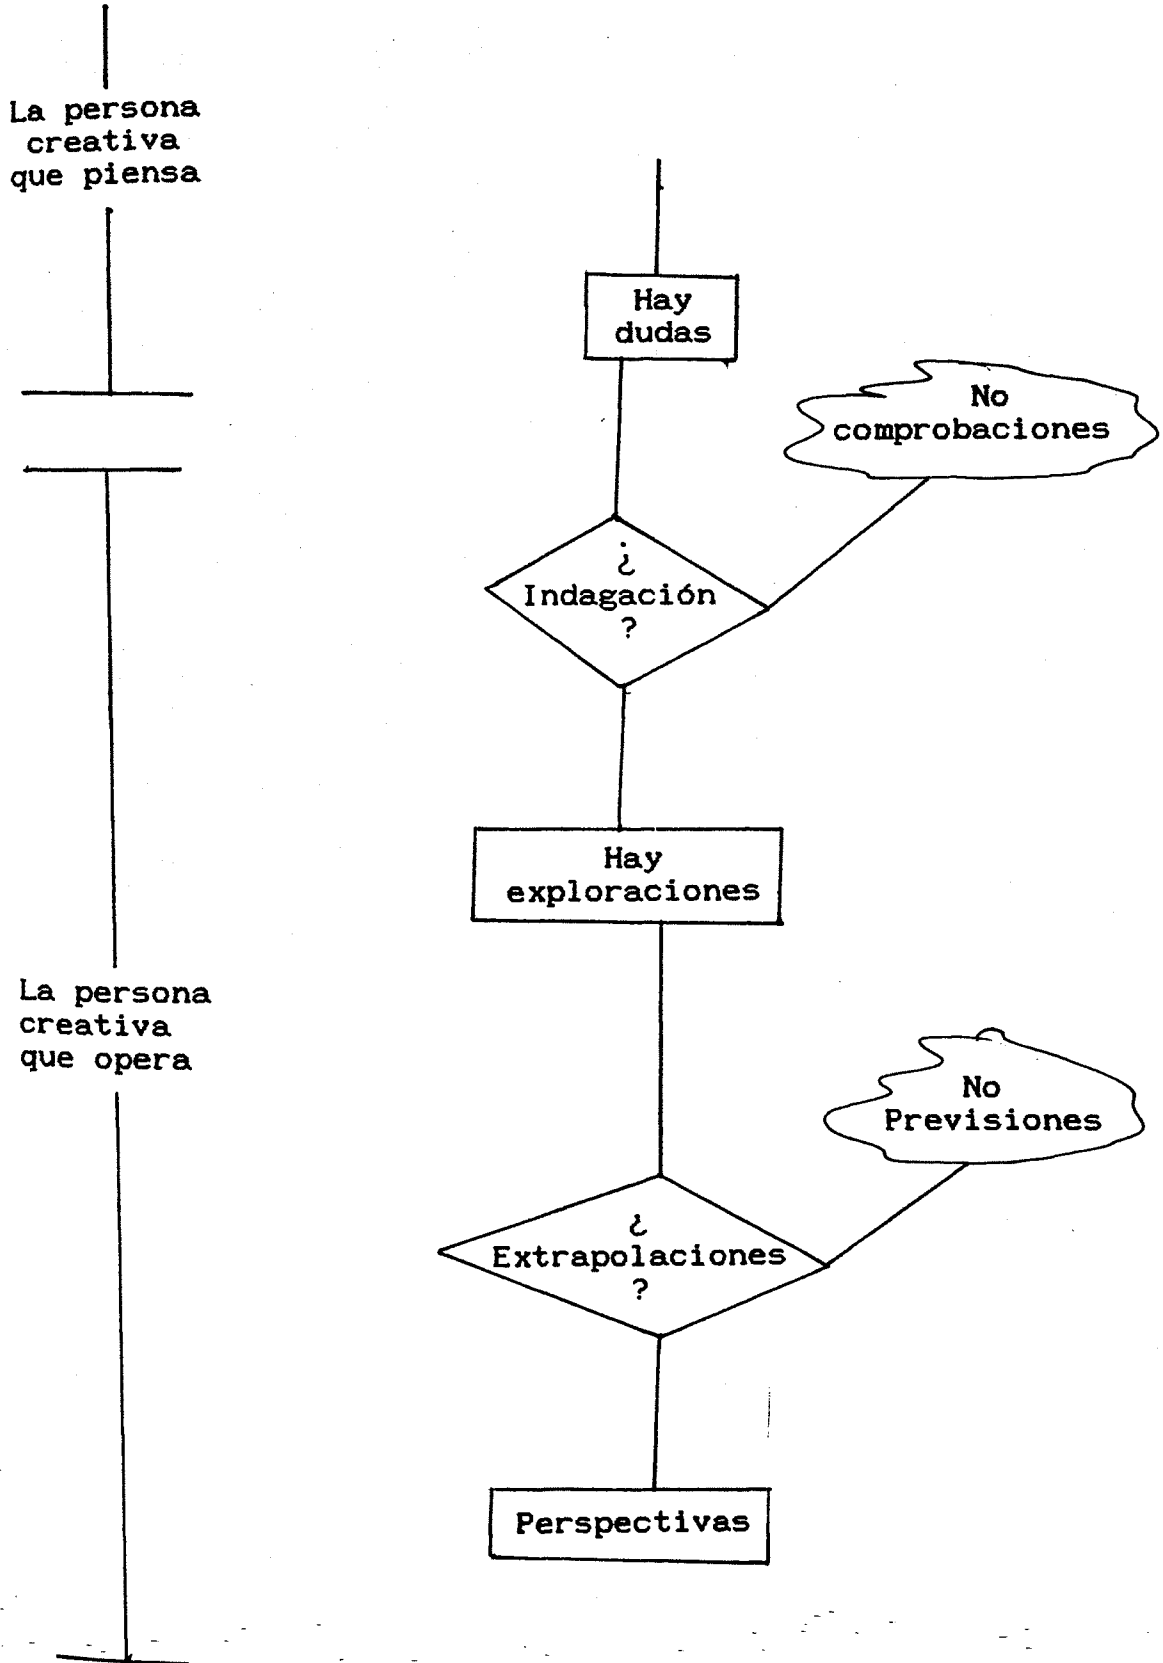 La persona
creativa
que piensa
Hay
dudas
No
comprobaciones
¿
Indagación
?
Hay
exploraciones
La persona
creativa
que opera
No
Previsiones
¿
Extrapolaciones
?
Perspectivas